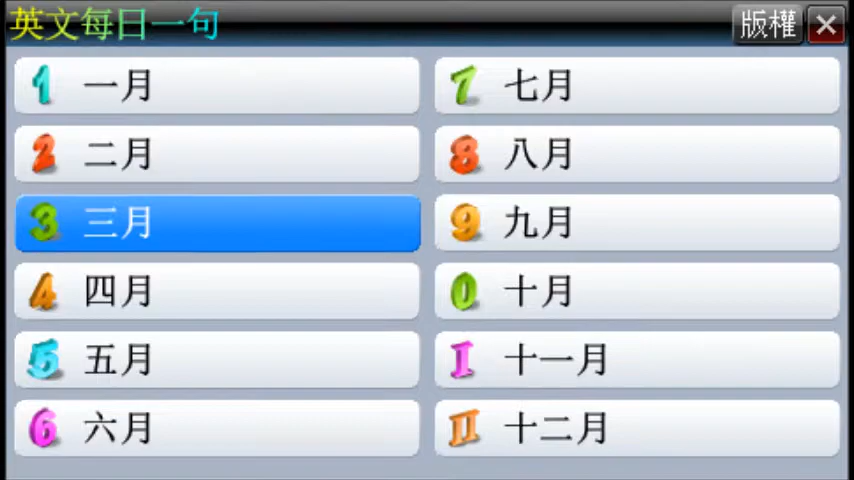 英文每日一句
版權 ×
1 一月
2 二月
3 三月
4 四月
5 五月
6 六月
7 七月
8 八月
9 九月
0 十月
I 十一月
II 十二月